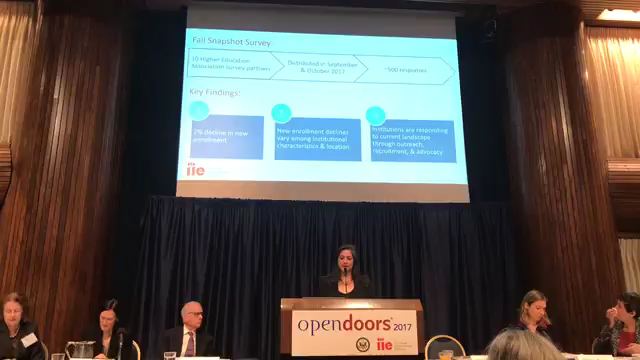 Fall Snapshot Survey:
10 Higher Education
Association Survey partners
Distributed in September
& October 2017
~500 responses
Key Findings:
7% decline in new
enrollment
New enrollment declines
vary among institutional
characteristics & location
Institutions are responding
to current landscape
through outreach,
recruitment, & advocacy
iie
opendoors® 2017
iie